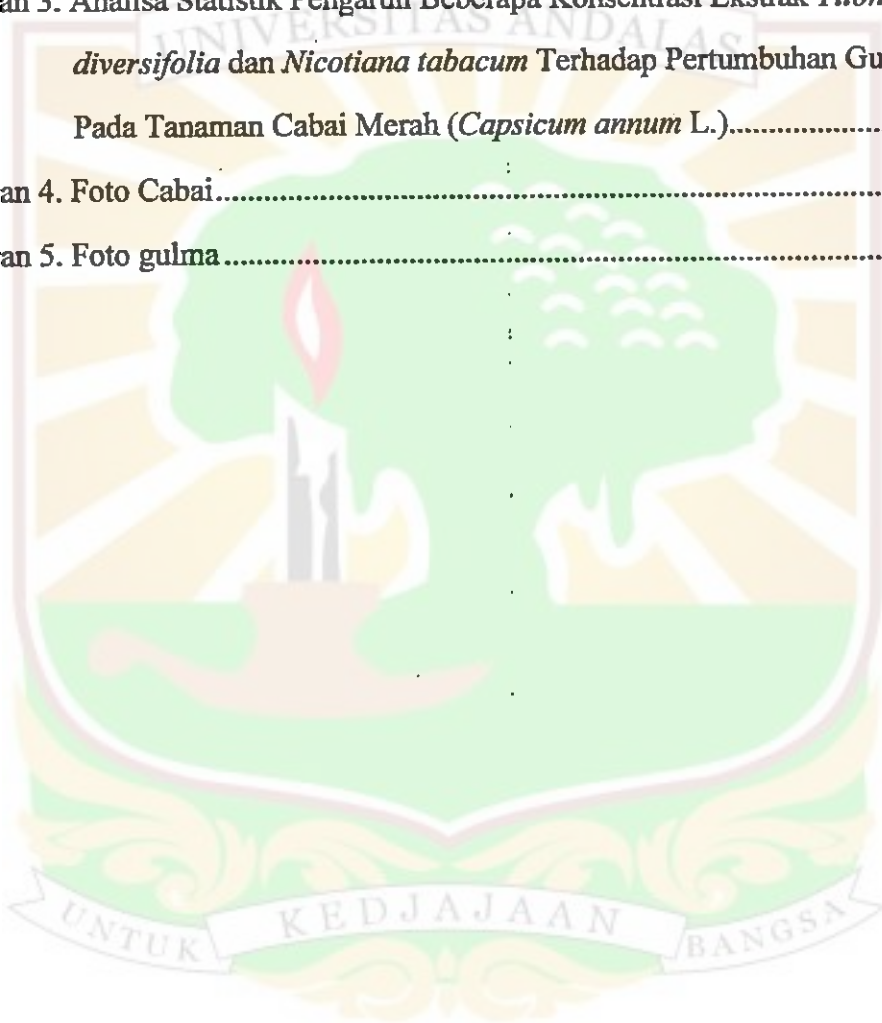 an 3. Analisa Statistik Pengaruh Beberapa Konsentrasi Ekstrak
UNIVERSITAS ANDALAS
diversifolia dan Nicotiana tabacum Terhadap Pertumbuhan Gu
Pada Tanaman Cabai Merah (Capsicum annum L.)....................
an 4. Foto Cabai....................................................................................
an 5. Foto gulma....................................................................................
UNTUK KEDJAJAAN BANGSA